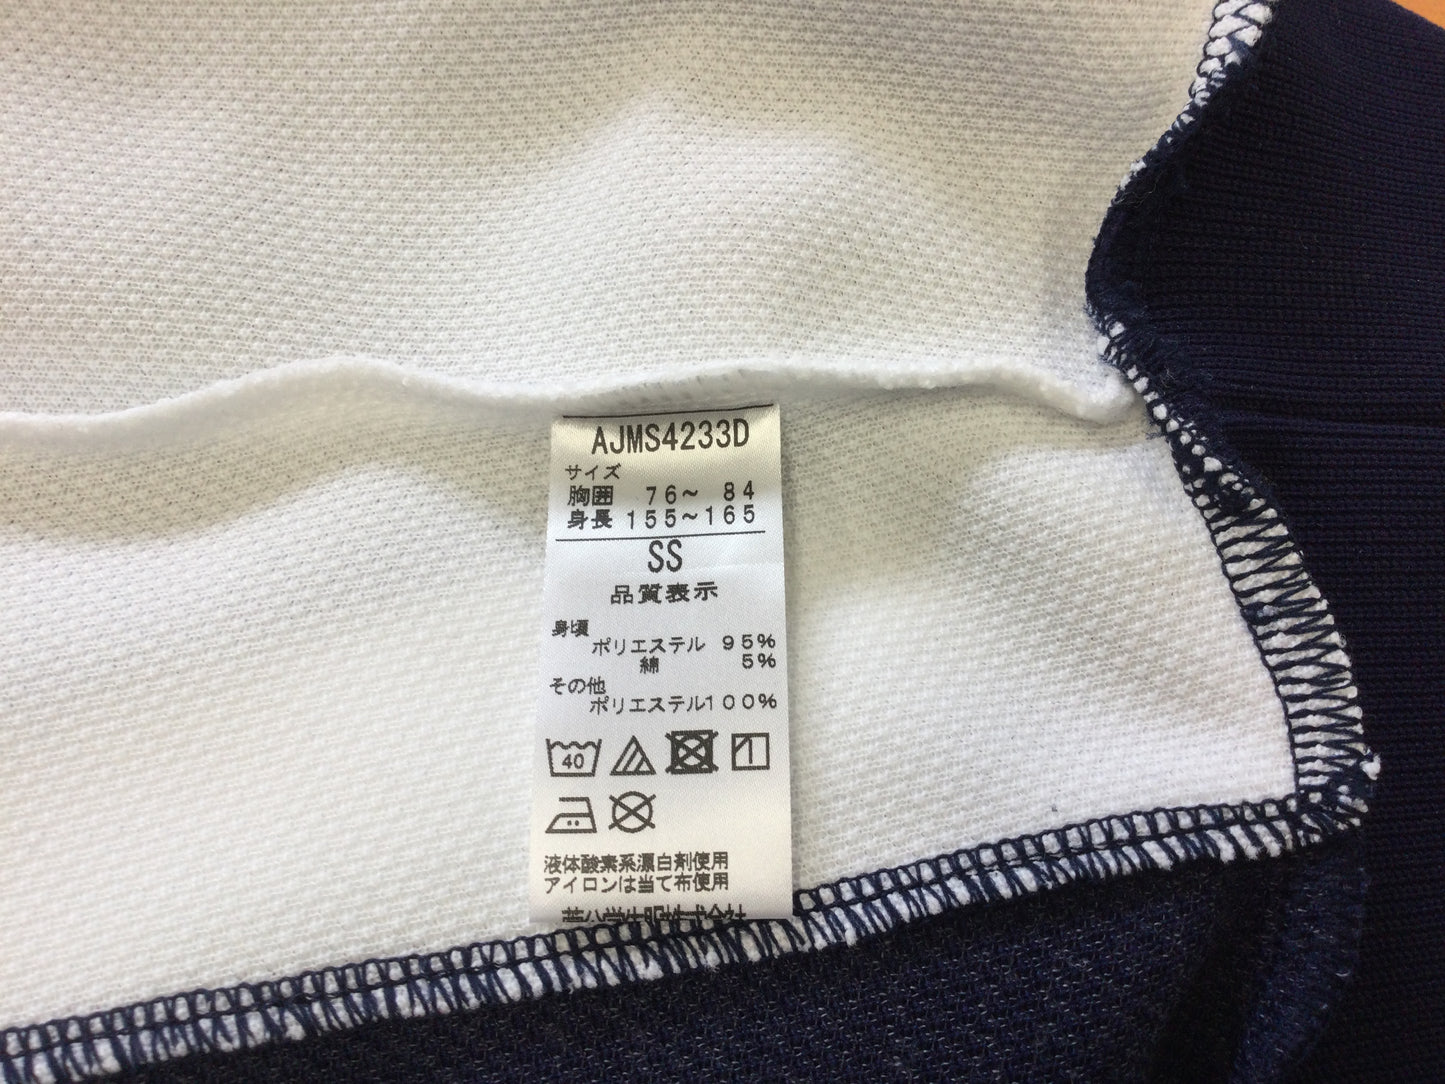 AJMS4233D
サイズ
胸囲 76~ 84
身長 155~165
SS
品質表示
身頃
ポリエステル 95%
綿 5%
その他
ポリエステル100%
40
液体酸素系漂白剤使用
アイロンは当て布使用